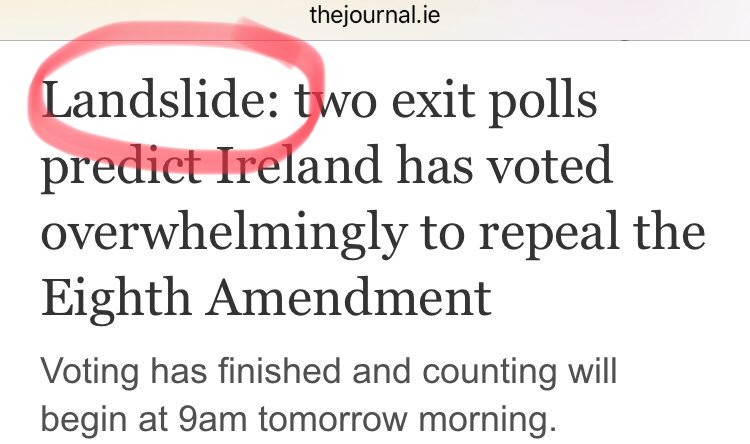 thejournal.ie
Landslide: two exit polls
predict Ireland has voted
overwhelmingly to repeal the
Eighth Amendment
Voting has finished and counting will
begin at 9am tomorrow morning.